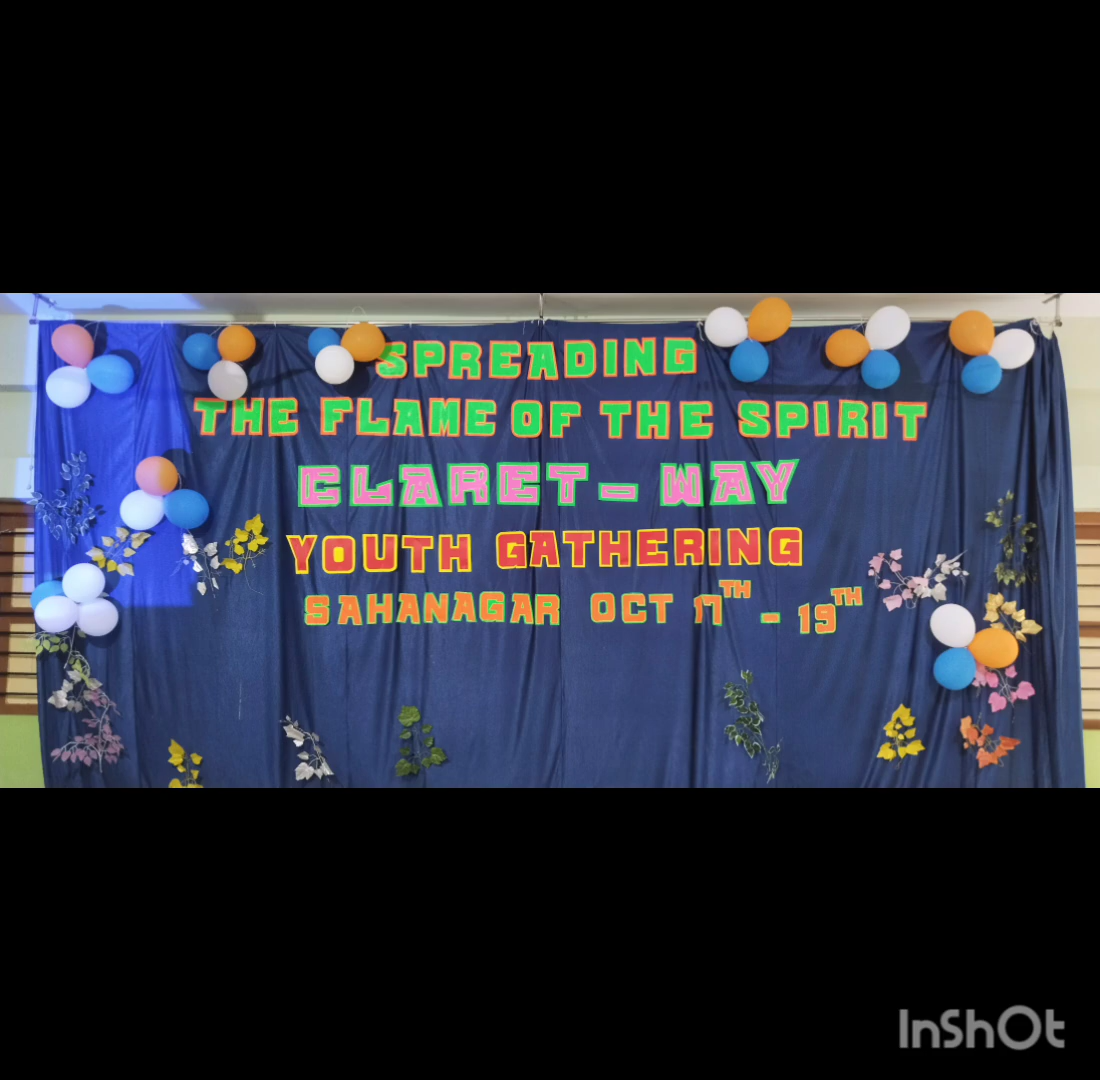 SPREADING
THE FLAME OF THE SPIRIT
CLARET - WAY
YOUTH GATHERING
SAHANAGAR OCT 17TH - 19TH
InShOt